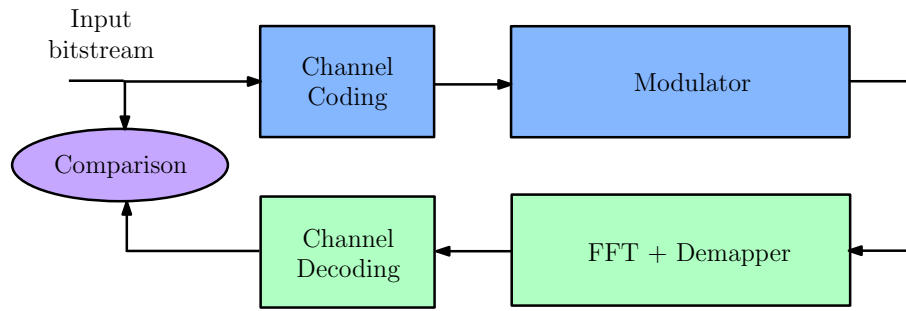 Input
bitstream
Channel
Coding
Modulator
Comparison
Channel
Decoding
FFT + Demapper